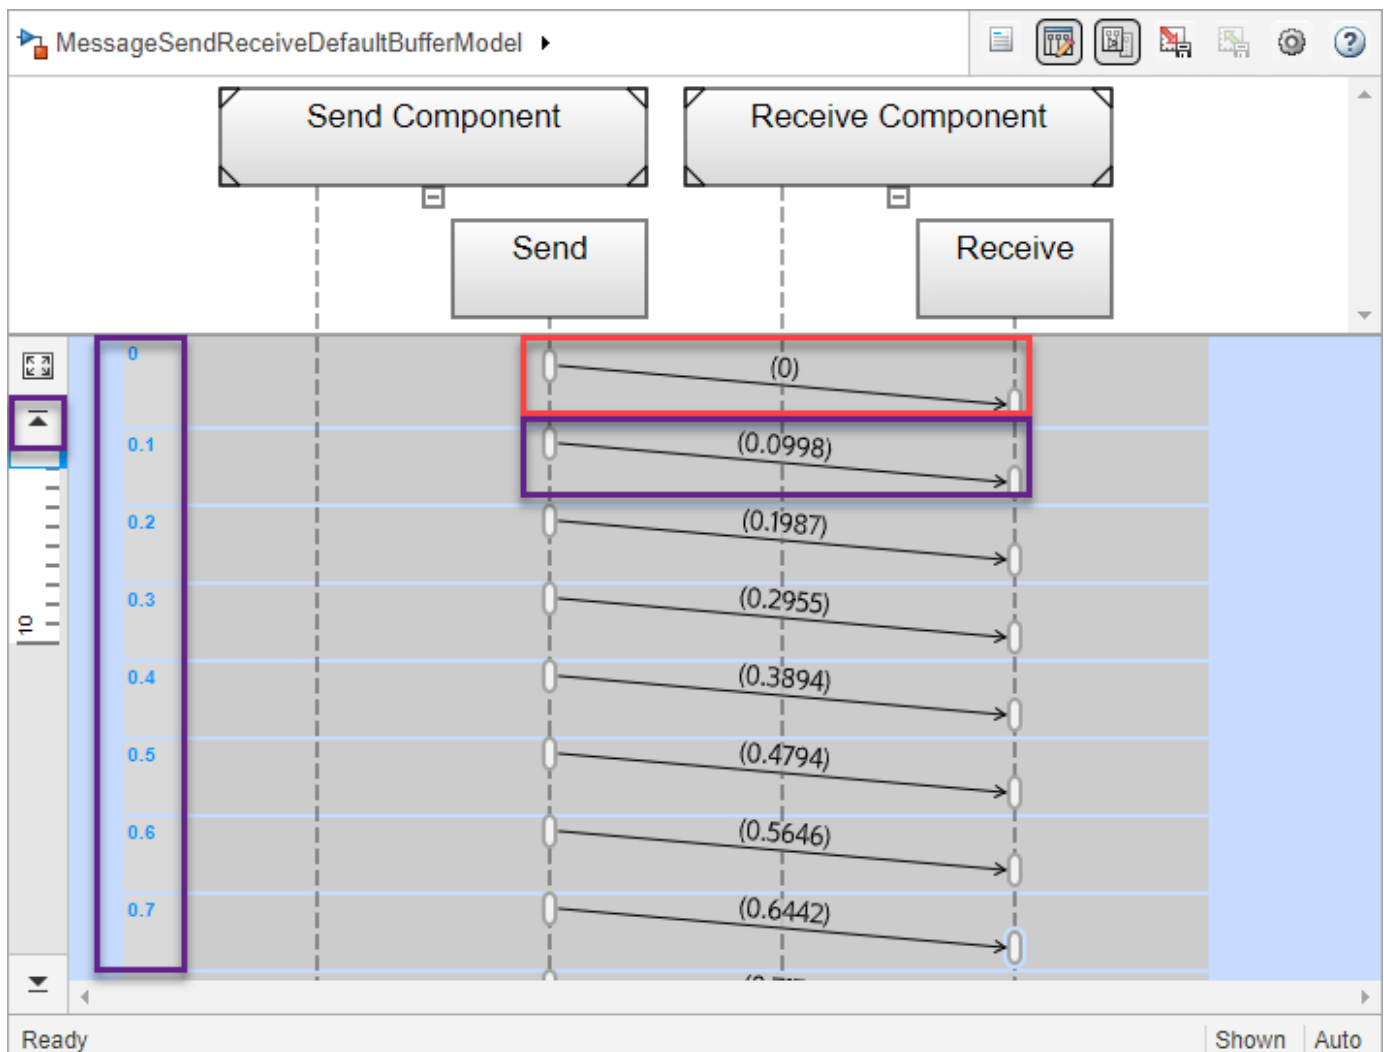 MessageSendReceiveDefaultBufferModel
Send Component
Receive Component
Send
Receive
0
(0)
0.1
(0.0998)
0.2
(0.1987)
0.3
(0.2955)
10
0.4
(0.3894)
0.5
(0.4794)
0.6
(0.5646)
0.7
(0.6442)
Ready
Shown
Auto